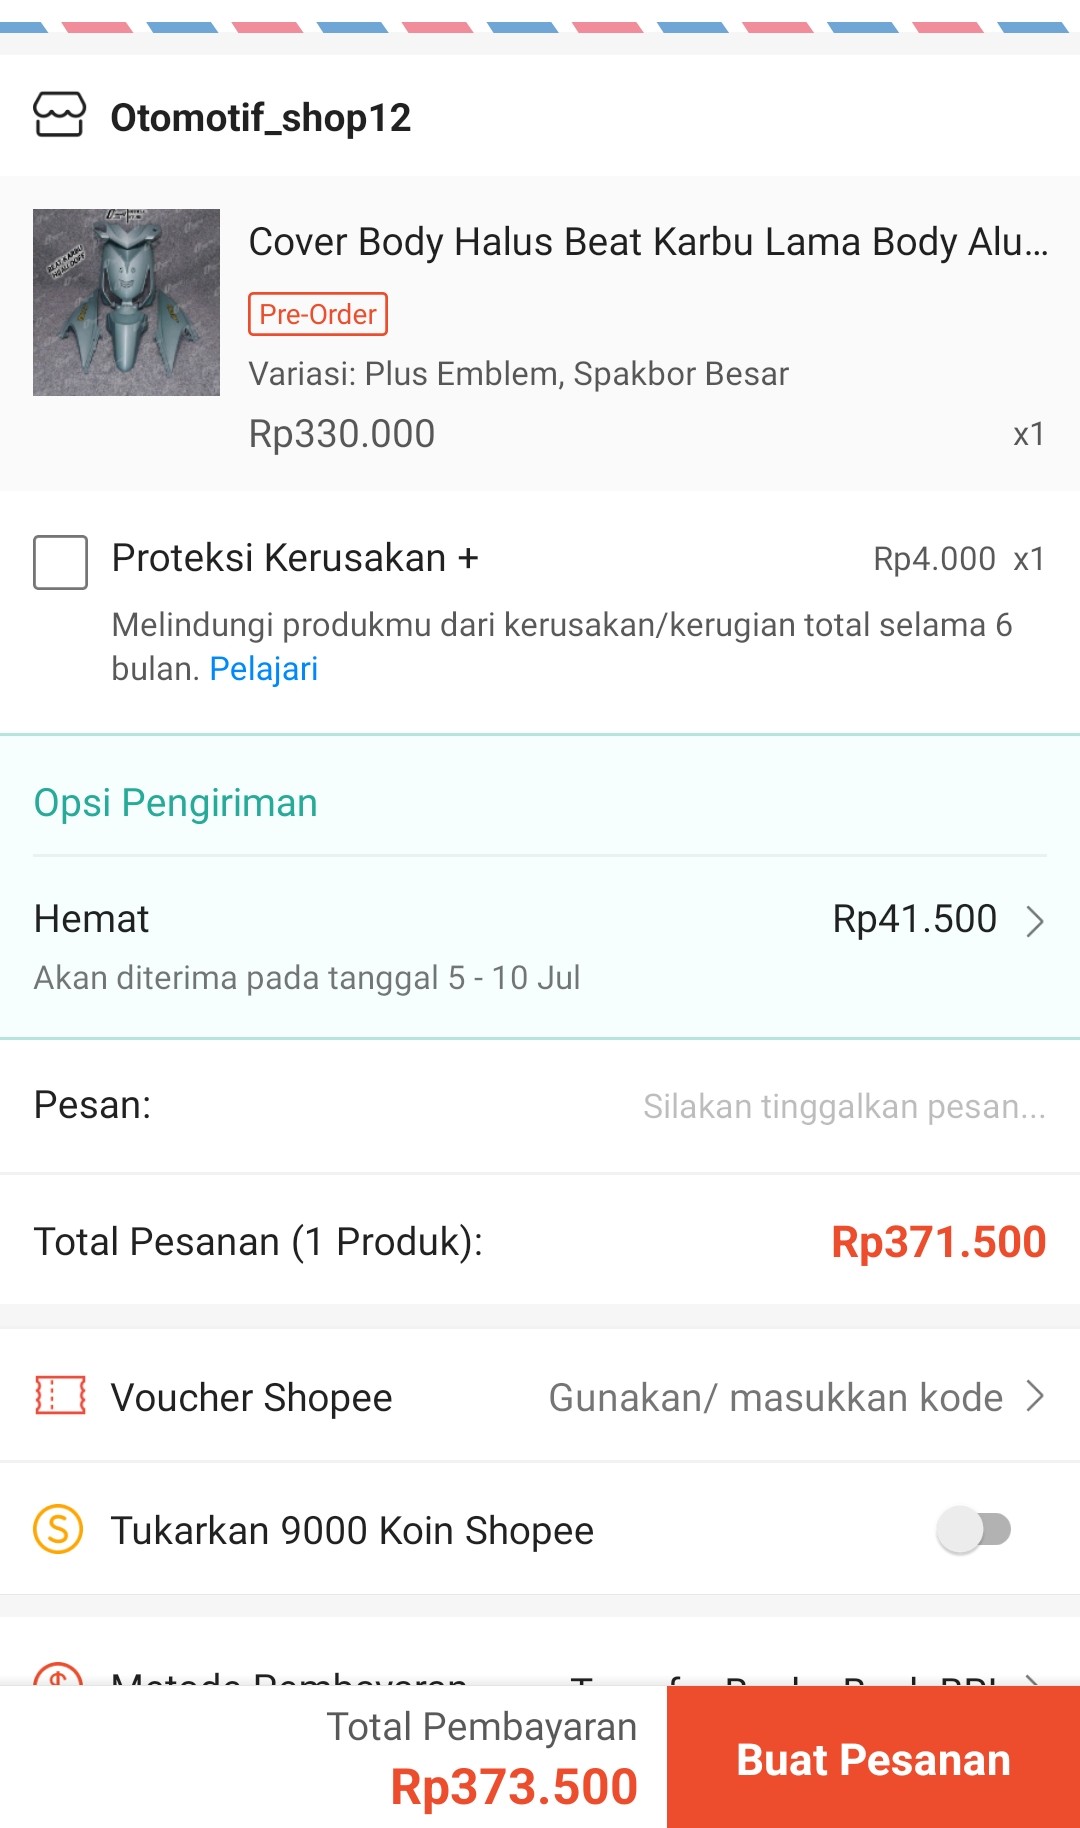 Otomotif_shop12
Cover Body Halus Beat Karbu Lama Body Alu...
Pre-Order
Variasi: Plus Emblem, Spakbor Besar
Rp330.000 x1
Proteksi Kerusakan + Rp4.000 x1
Melindungi produkmu dari kerusakan/kerugian total selama 6
bulan. Pelajari
Opsi Pengiriman
Hemat Rp41.500
Akan diterima pada tanggal 5 - 10 Jul
Pesan: Silakan tinggalkan pesan...
Total Pesanan (1 Produk): Rp371.500
Voucher Shopee Gunakan/ masukkan kode
Tukarkan 9000 Koin Shopee
Metode Pembayaran
Total Pembayaran
Rp373.500
Buat Pesanan